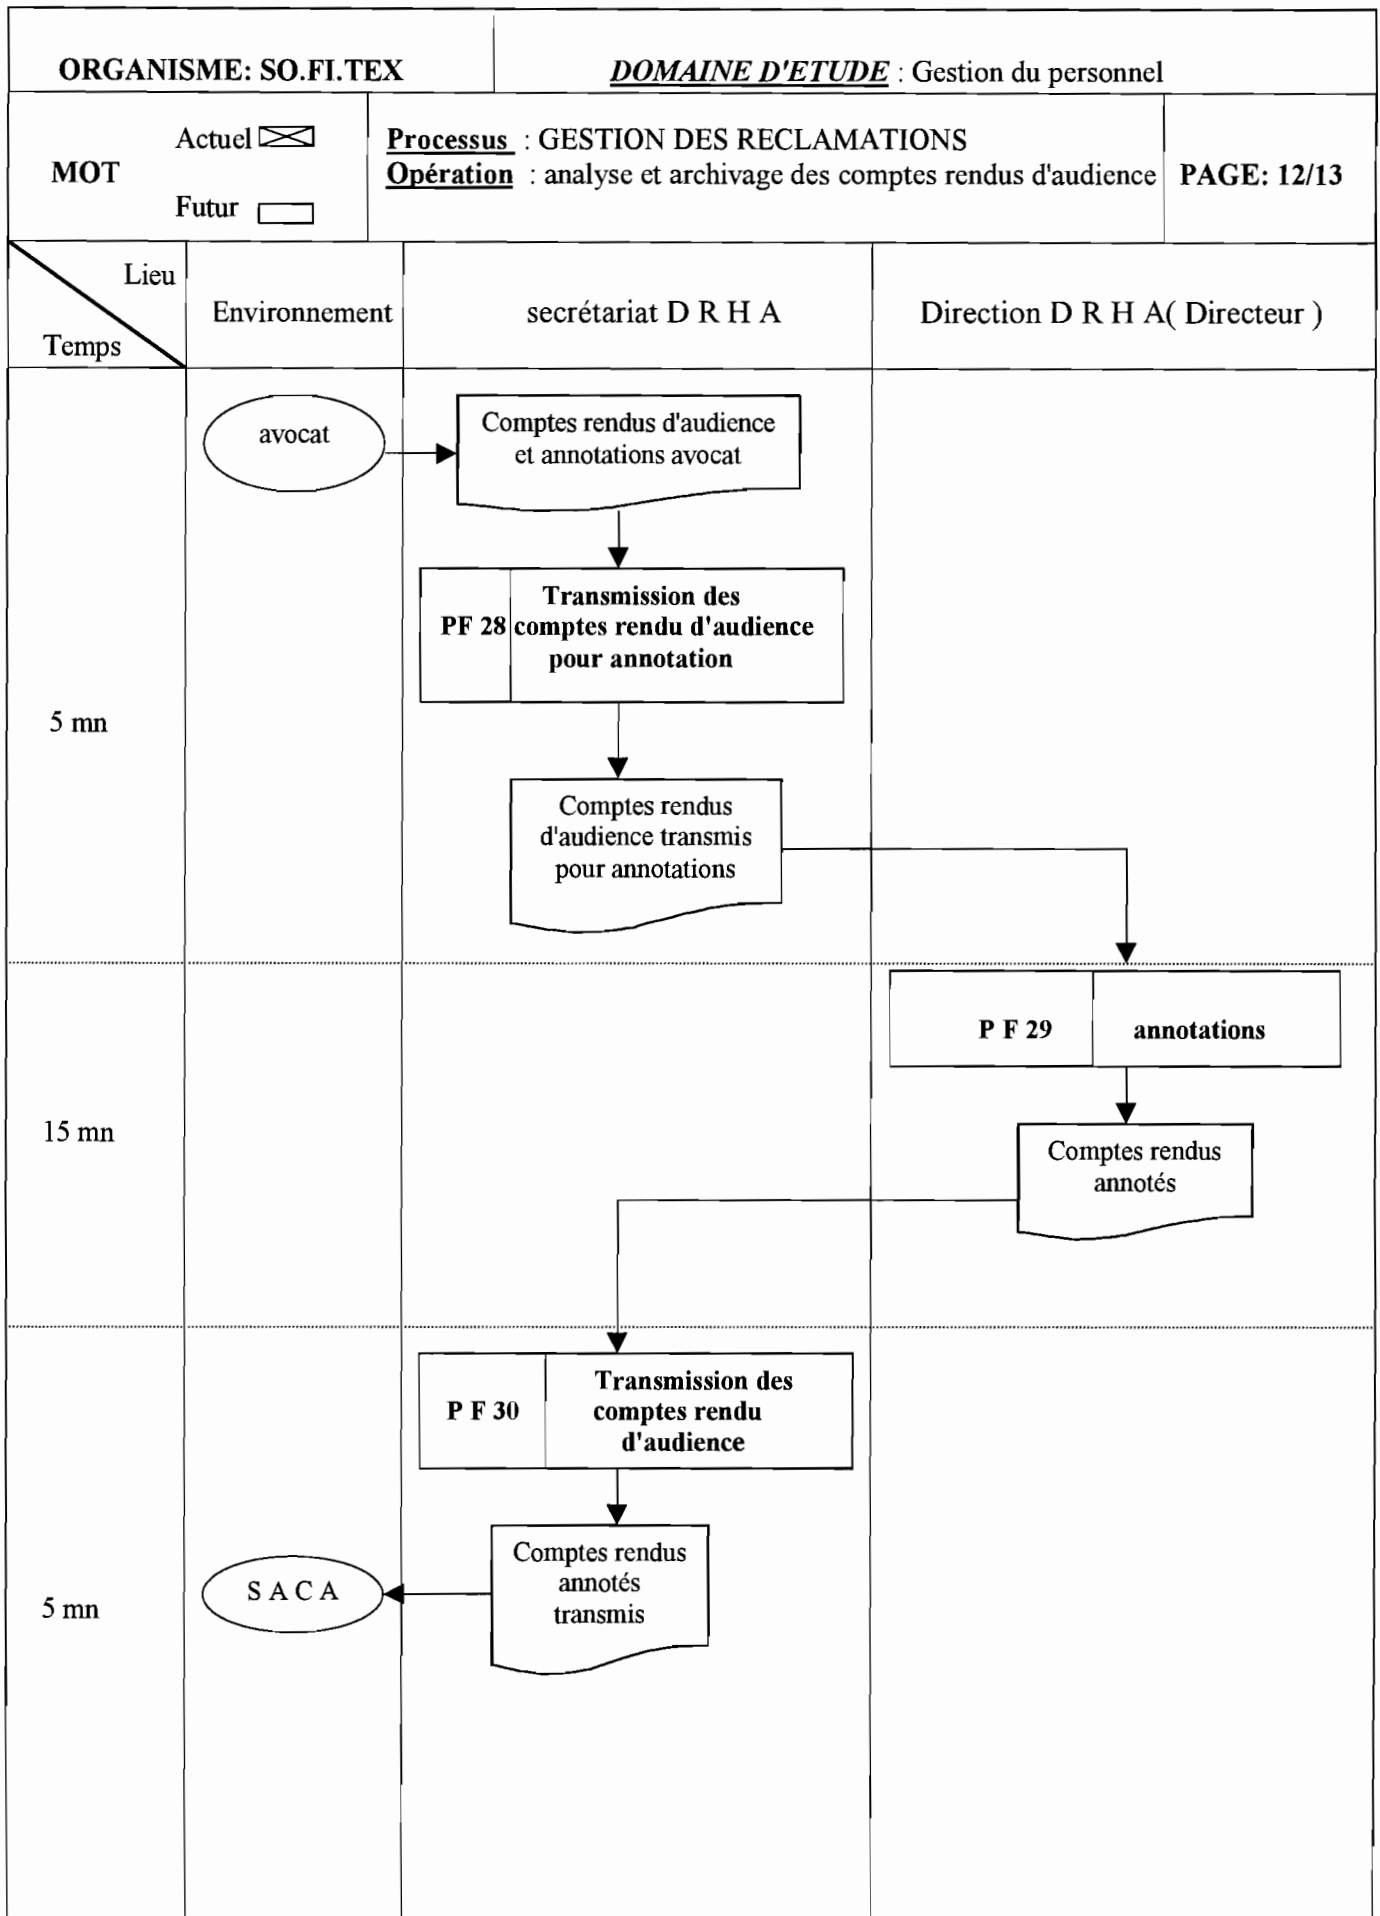 ORGANISME: SO.FI.TEX
DOMAINE D'ETUDE : Gestion du personnel
MOT
Actuel
Futur
Processus : GESTION DES RECLAMATIONS
Opération : analyse et archivage des comptes rendus d'audience
PAGE: 12/13
Lieu
Temps
Environnement
secrétariat D R H A
Direction D R H A( Directeur )
avocat
Comptes rendus d'audience
et annotations avocat
PF 28
Transmission des
comptes rendu d'audience
pour annotation
5 mn
Comptes rendus
d'audience transmis
pour annotations
P F 29
annotations
15 mn
Comptes rendus
annotés
P F 30
Transmission des
comptes rendu
d'audience
Comptes rendus
annotés
transmis
S A C A
5 mn